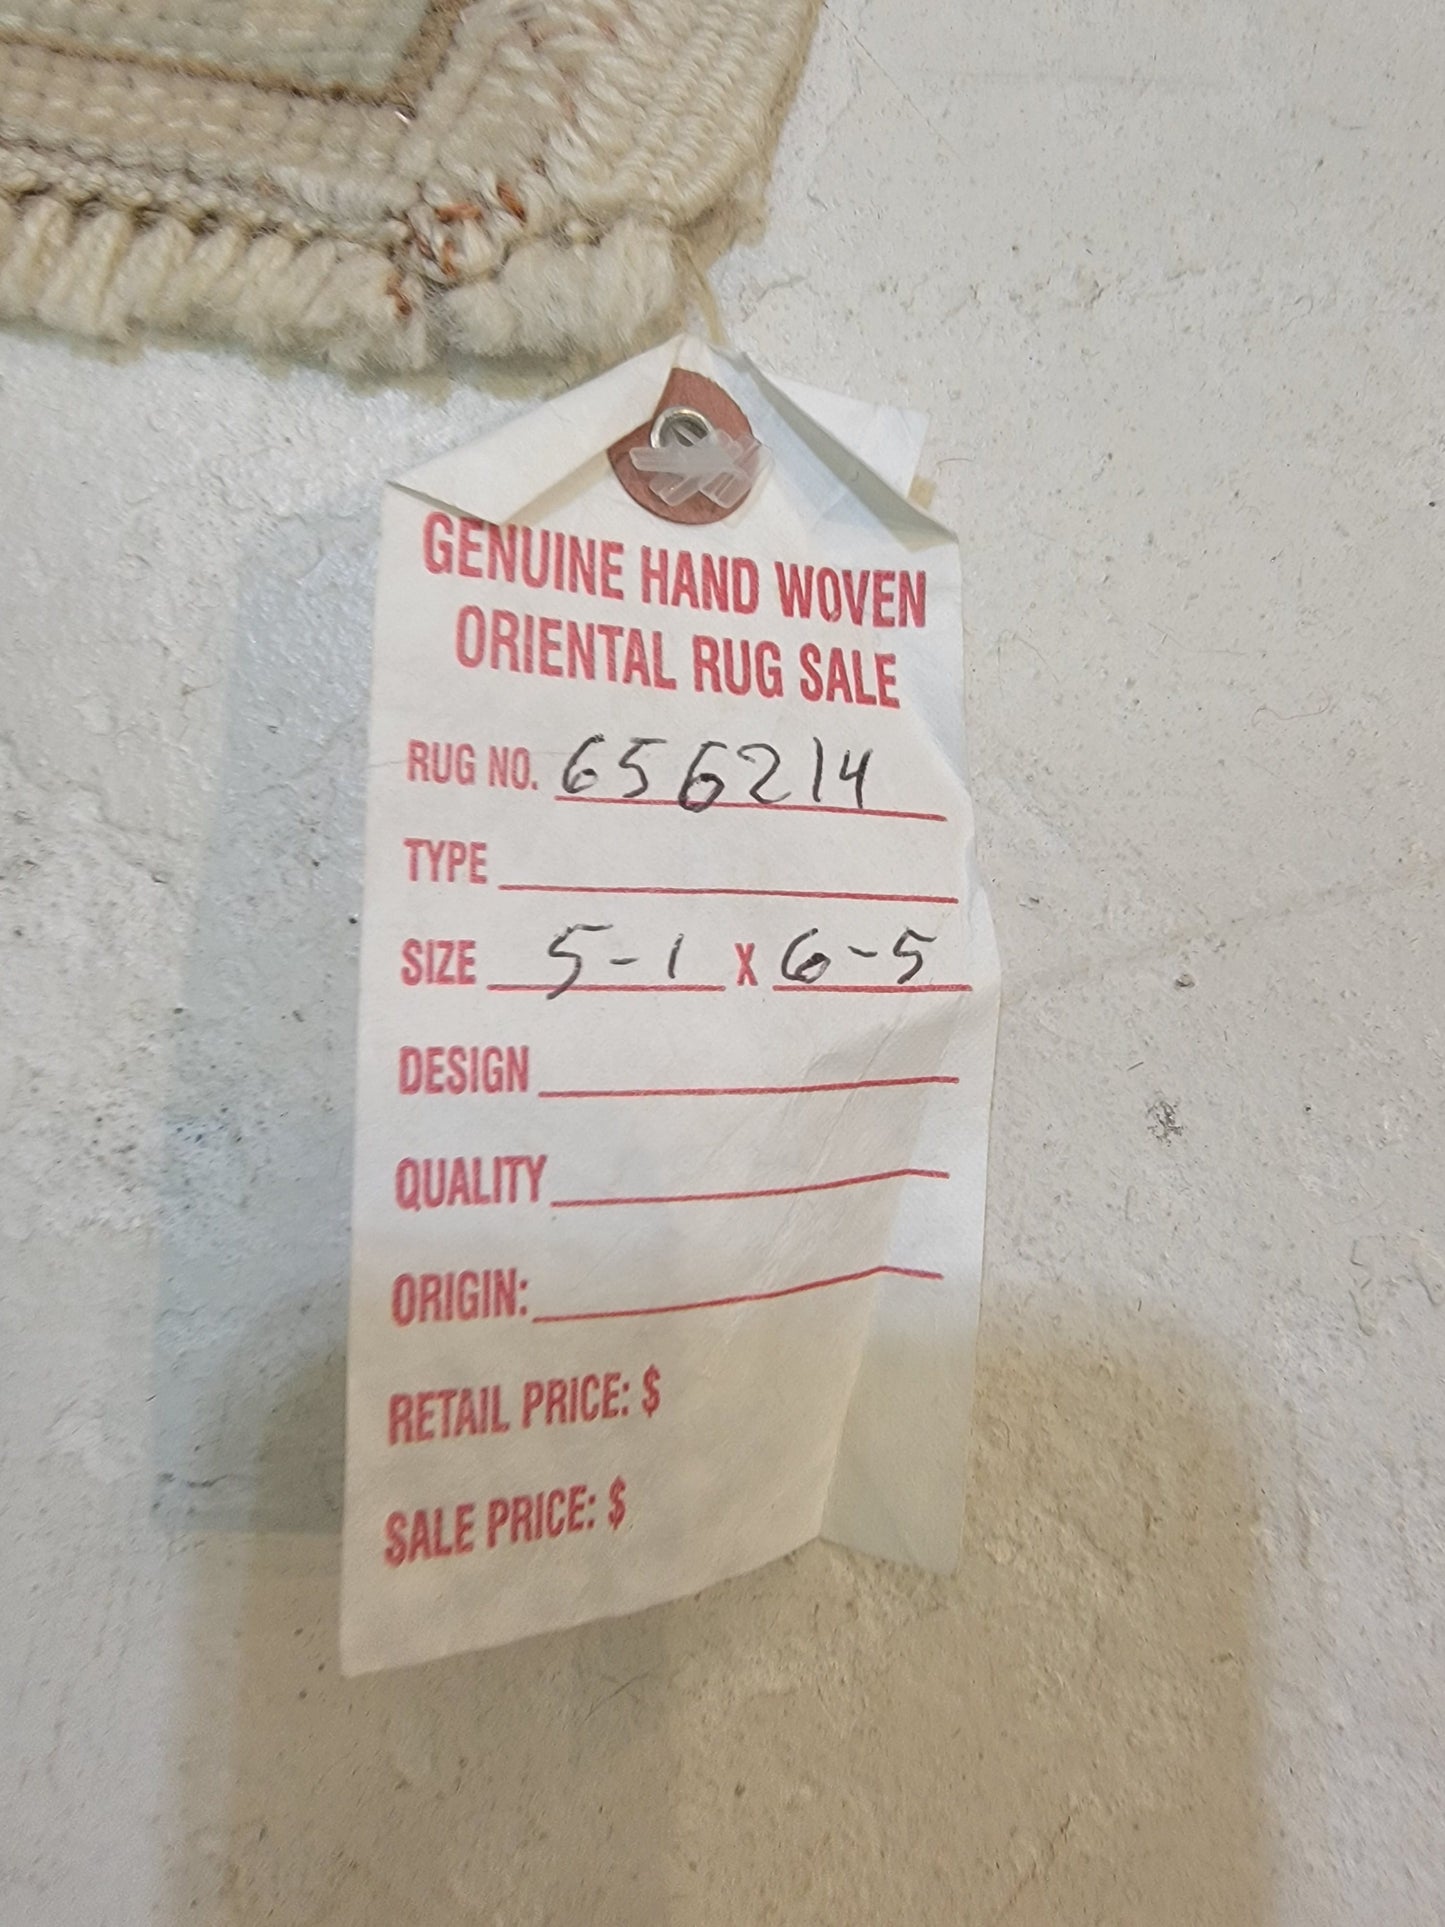 GENUINE HAND WOVEN
ORIENTAL RUG SALE
RUG NO. 656214
TYPE
SIZE 5-1 X 6-5
DESIGN
QUALITY
ORIGIN:
RETAIL PRICE: $
SALE PRICE: $